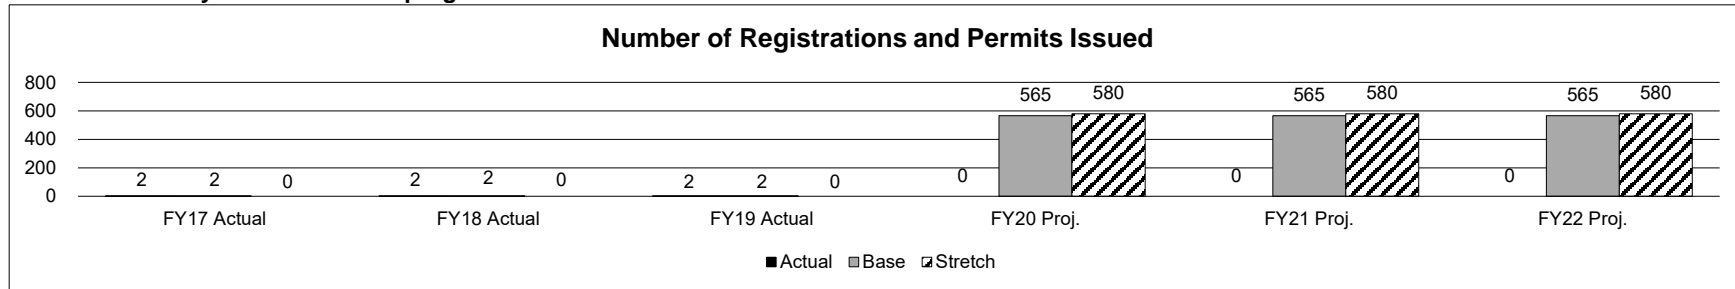 Number of Registrations and Permits Issued
800
600
400
200
0
2 2 0 2 2 0 2 2 0 0 565 580 0 565 580 0 565 580
FY17 Actual FY18 Actual FY19 Actual FY20 Proj. FY21 Proj. FY22 Proj.
Actual Base Stretch